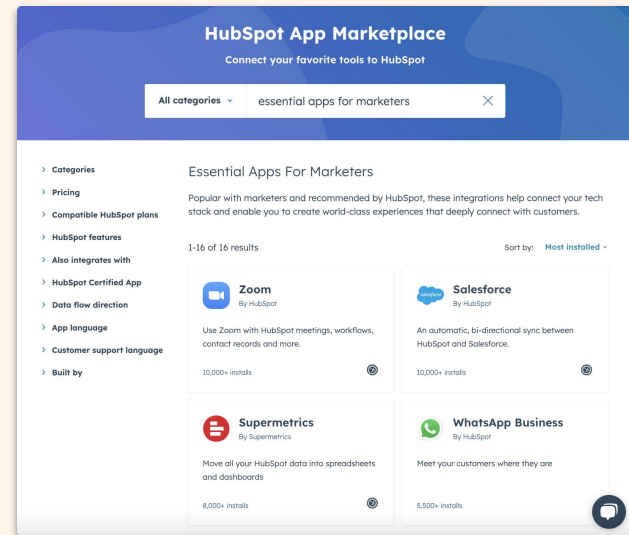 HubSpot App Marketplace
Connect your favorite tools to HubSpot
All categories
essential apps for marketers
Categories
Pricing
Compatible HubSpot plans
HubSpot features
Also integrates with
HubSpot Certified App
Data flow direction
App language
Customer support language
Built by
Essential Apps For Marketers
Popular with marketers and recommended by HubSpot, these integrations help connect your tech
stack and enable you to create world-class experiences that deeply connect with customers.
1-16 of 16 results
Sort by: Most installed
Zoom
By HubSpot
Use Zoom with HubSpot meetings, workflows,
contact records and more.
10,000+ installs
salesforce
Salesforce
By HubSpot
An automatic, bi-directional sync between
HubSpot and Salesforce.
10,000+ installs
Supermetrics
By Supermetrics
Move all your HubSpot data into spreadsheets
and dashboards
8,000+ installs
WhatsApp Business
By HubSpot
Meet your customers where they are
5,500+ installs